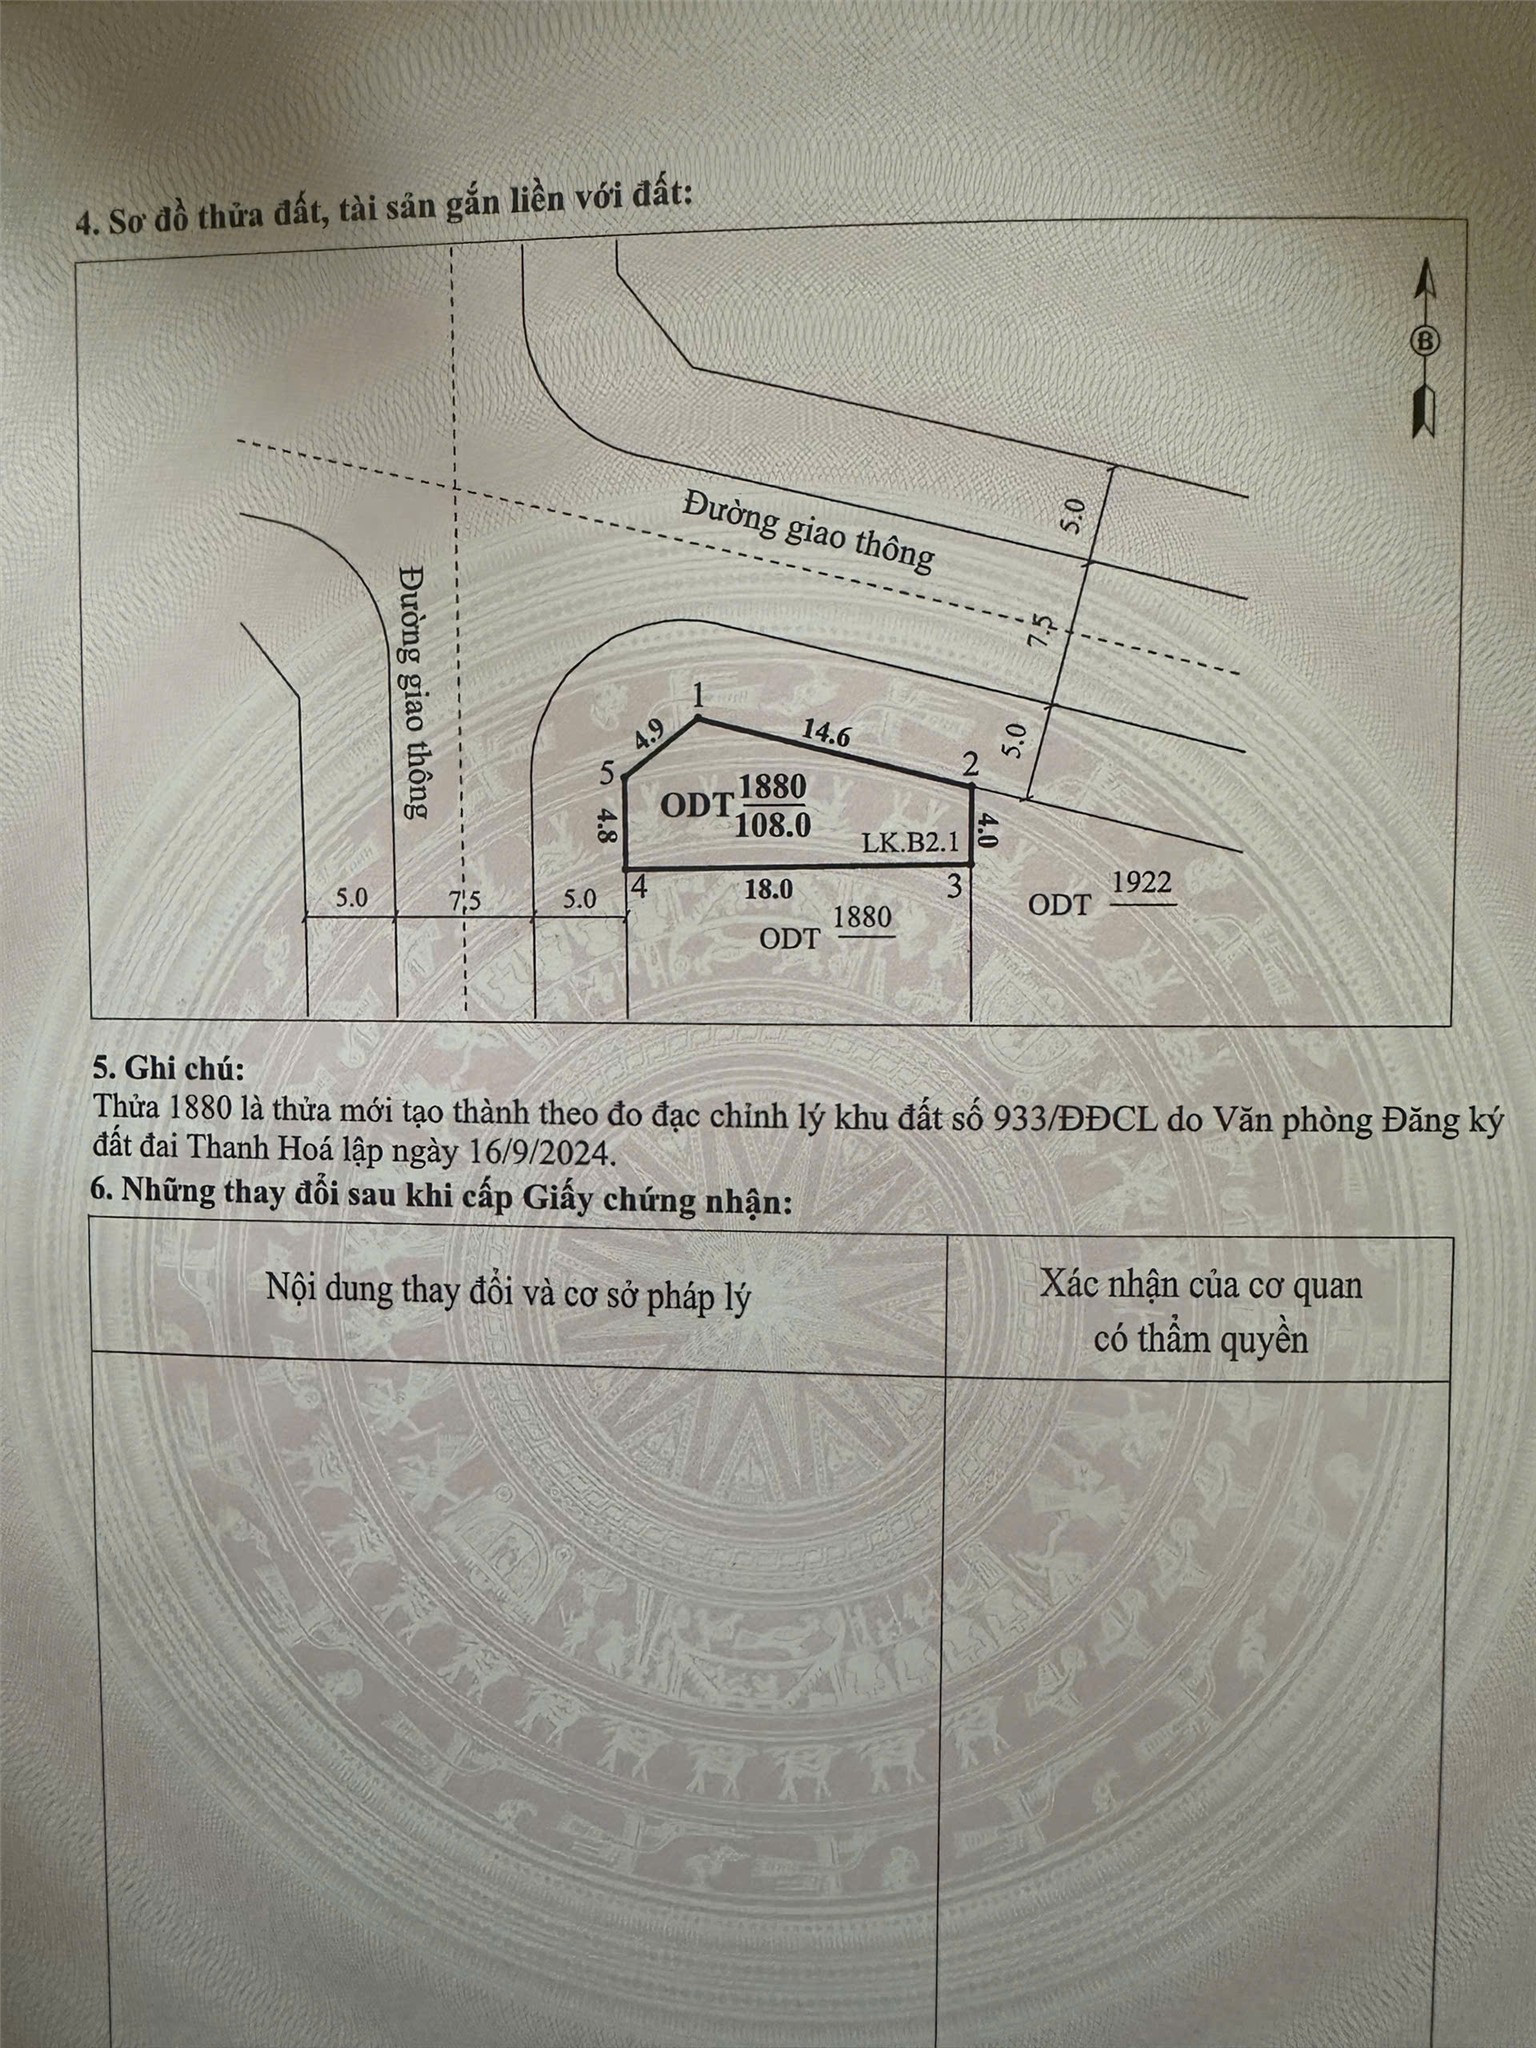 4. Sơ đồ thửa đất, tài sản gắn liền với đất:
B
5.0
Đường giao thông
7.5
Đường giao thông
5.0
1
14.6
4.9
2
5
ODT 1880
108.0
4.8
4.0
LK.B2.1
4
18.0
3
5.0
7.5
5.0
ODT 1880
ODT 1922
5. Ghi chú:
Thửa 1880 là thửa mới tạo thành theo đo đạc chỉnh lý khu đất số 933/ĐĐCL do Văn phòng Đăng ký
đất đai Thanh Hoá lập ngày 16/9/2024.
6. Những thay đổi sau khi cấp Giấy chứng nhận:
Nội dung thay đổi và cơ sở pháp lý
Xác nhận của cơ quan
có thẩm quyền